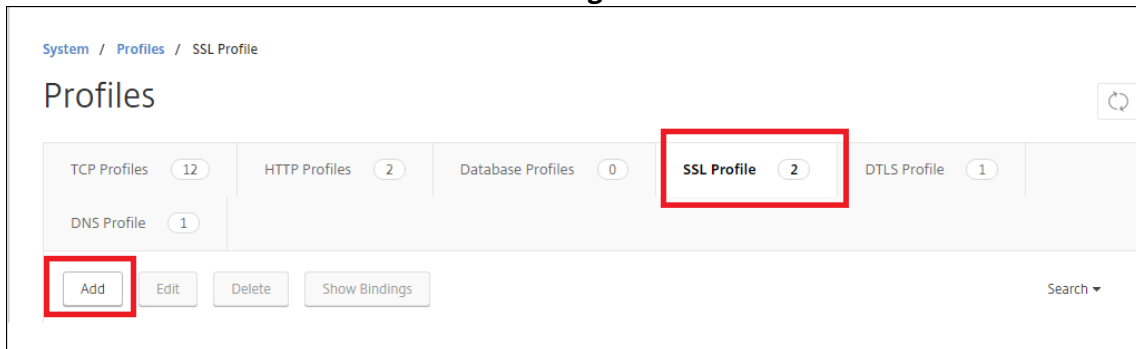 System / Profiles / SSL Profile
Profiles
TCP Profiles 12 HTTP Profiles 2 Database Profiles 0 SSL Profile 2 DTLS Profile 1
DNS Profile 1
Add Edit Delete Show Bindings Search